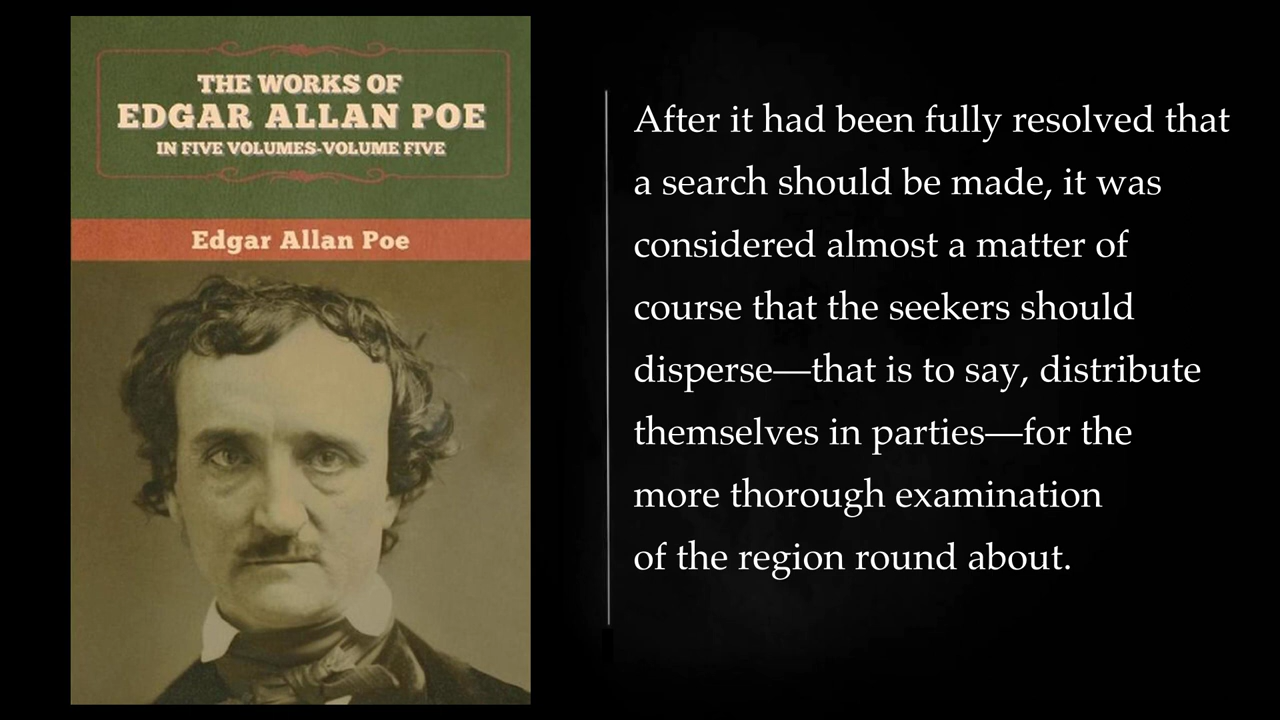 THE WORKS OF
EDGAR ALLAN POE
IN FIVE VOLUMES-VOLUME FIVE
Edgar Allan Poe
After it had been fully resolved that
a search should be made, it was
considered almost a matter of
course that the seekers should
disperse—that is to say, distribute
themselves in parties—for the
more thorough examination
of the region round about.